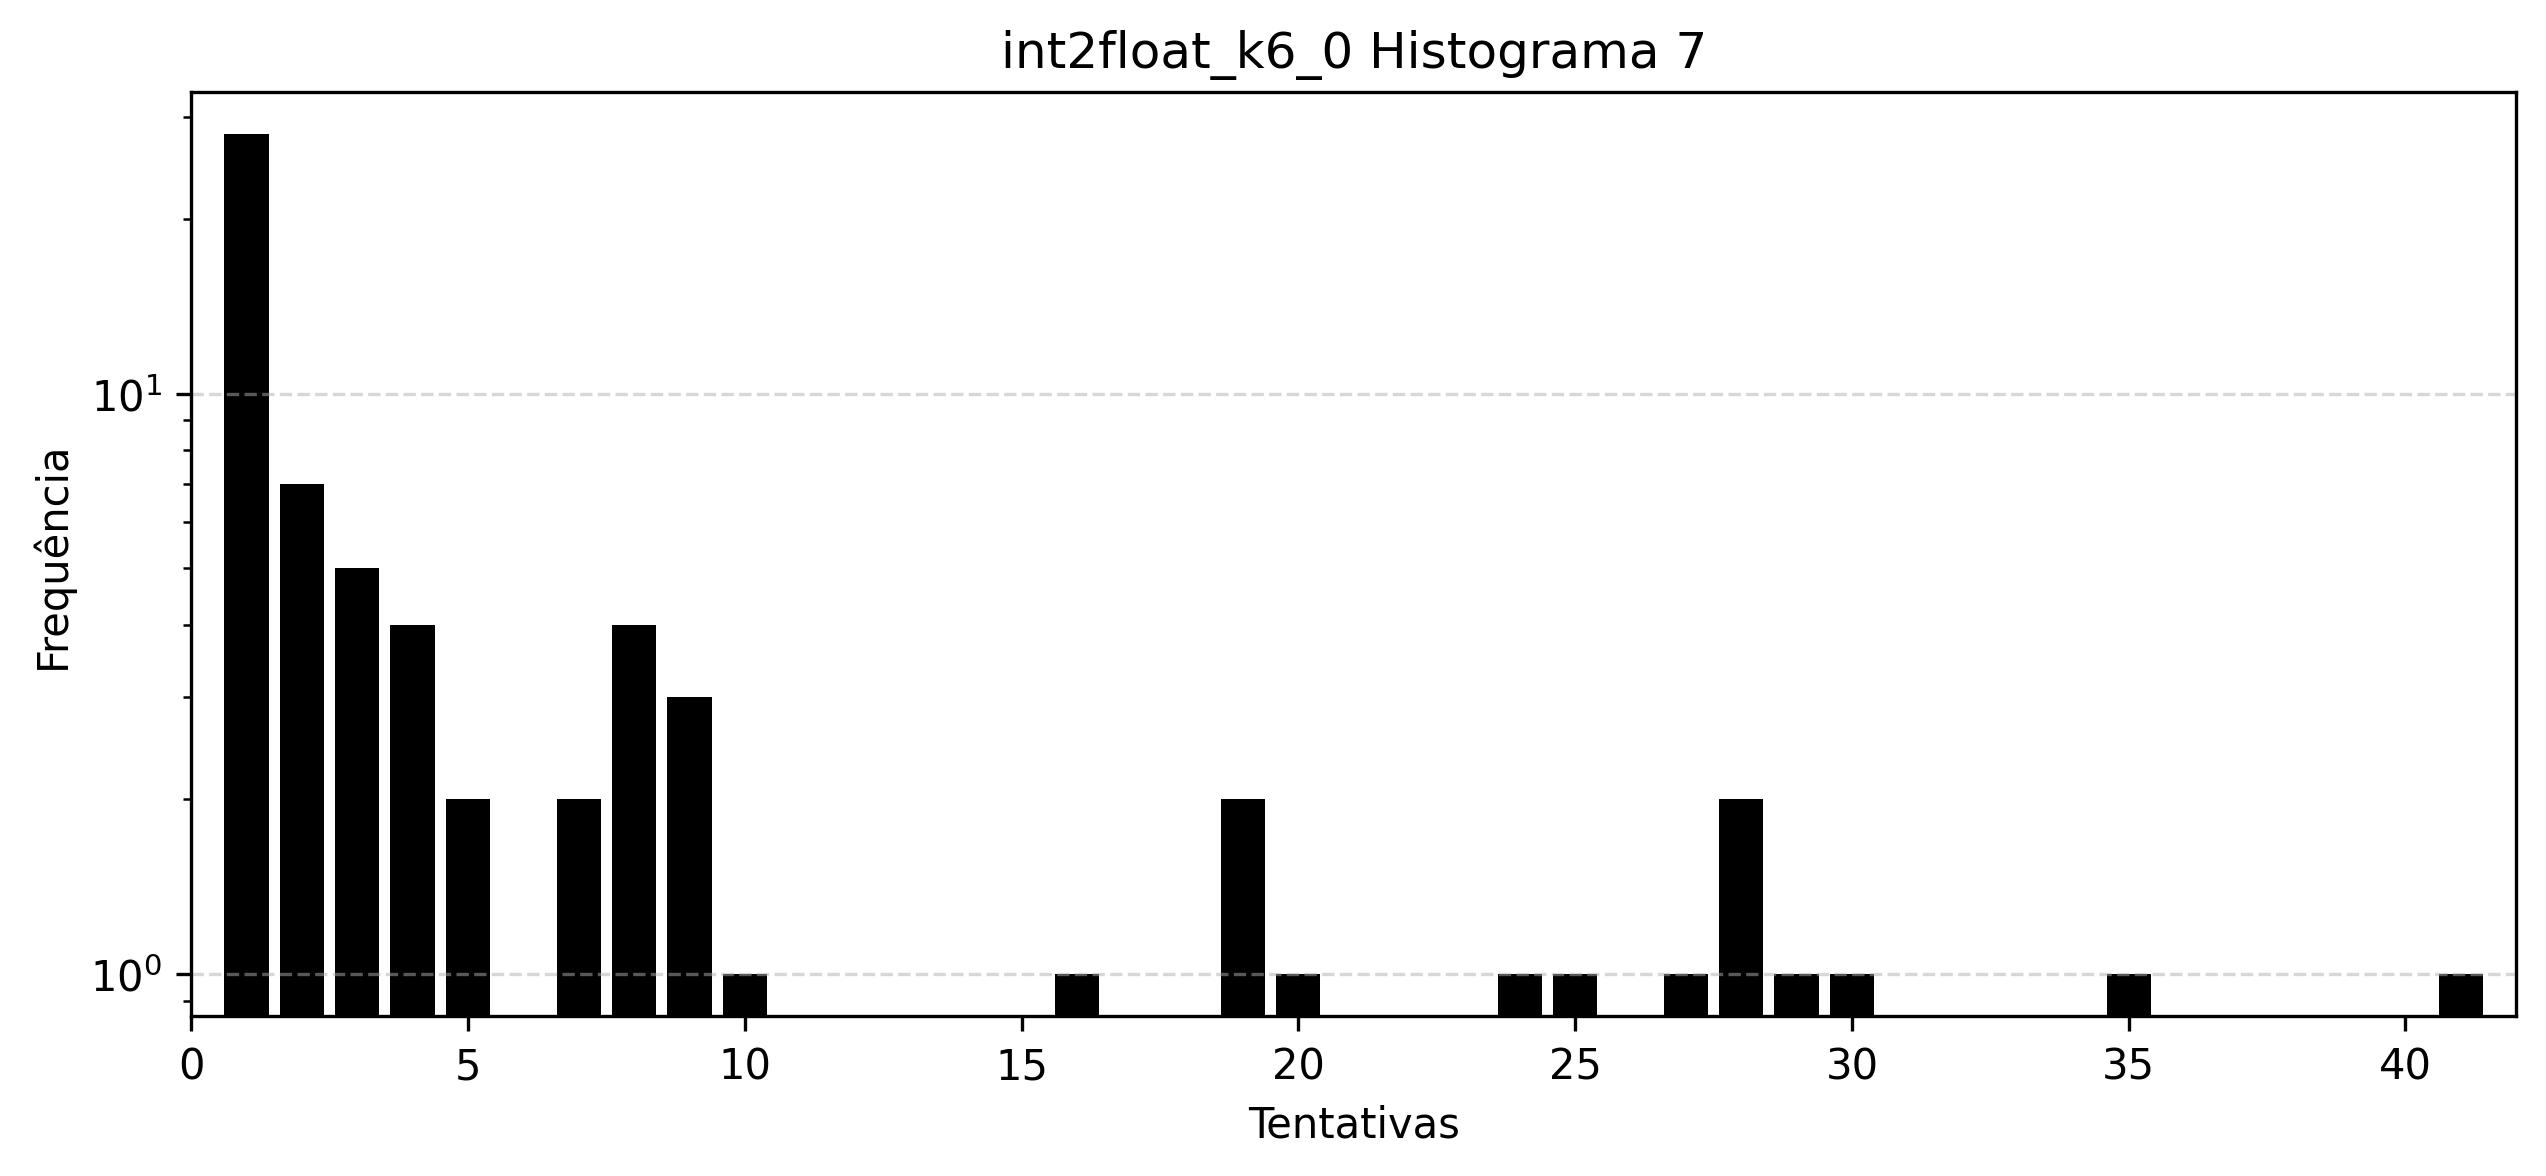 int2float_k6_0 Histograma 7
Frequência
10¹
10⁰
0 5 10 15 20 25 30 35 40
Tentativas